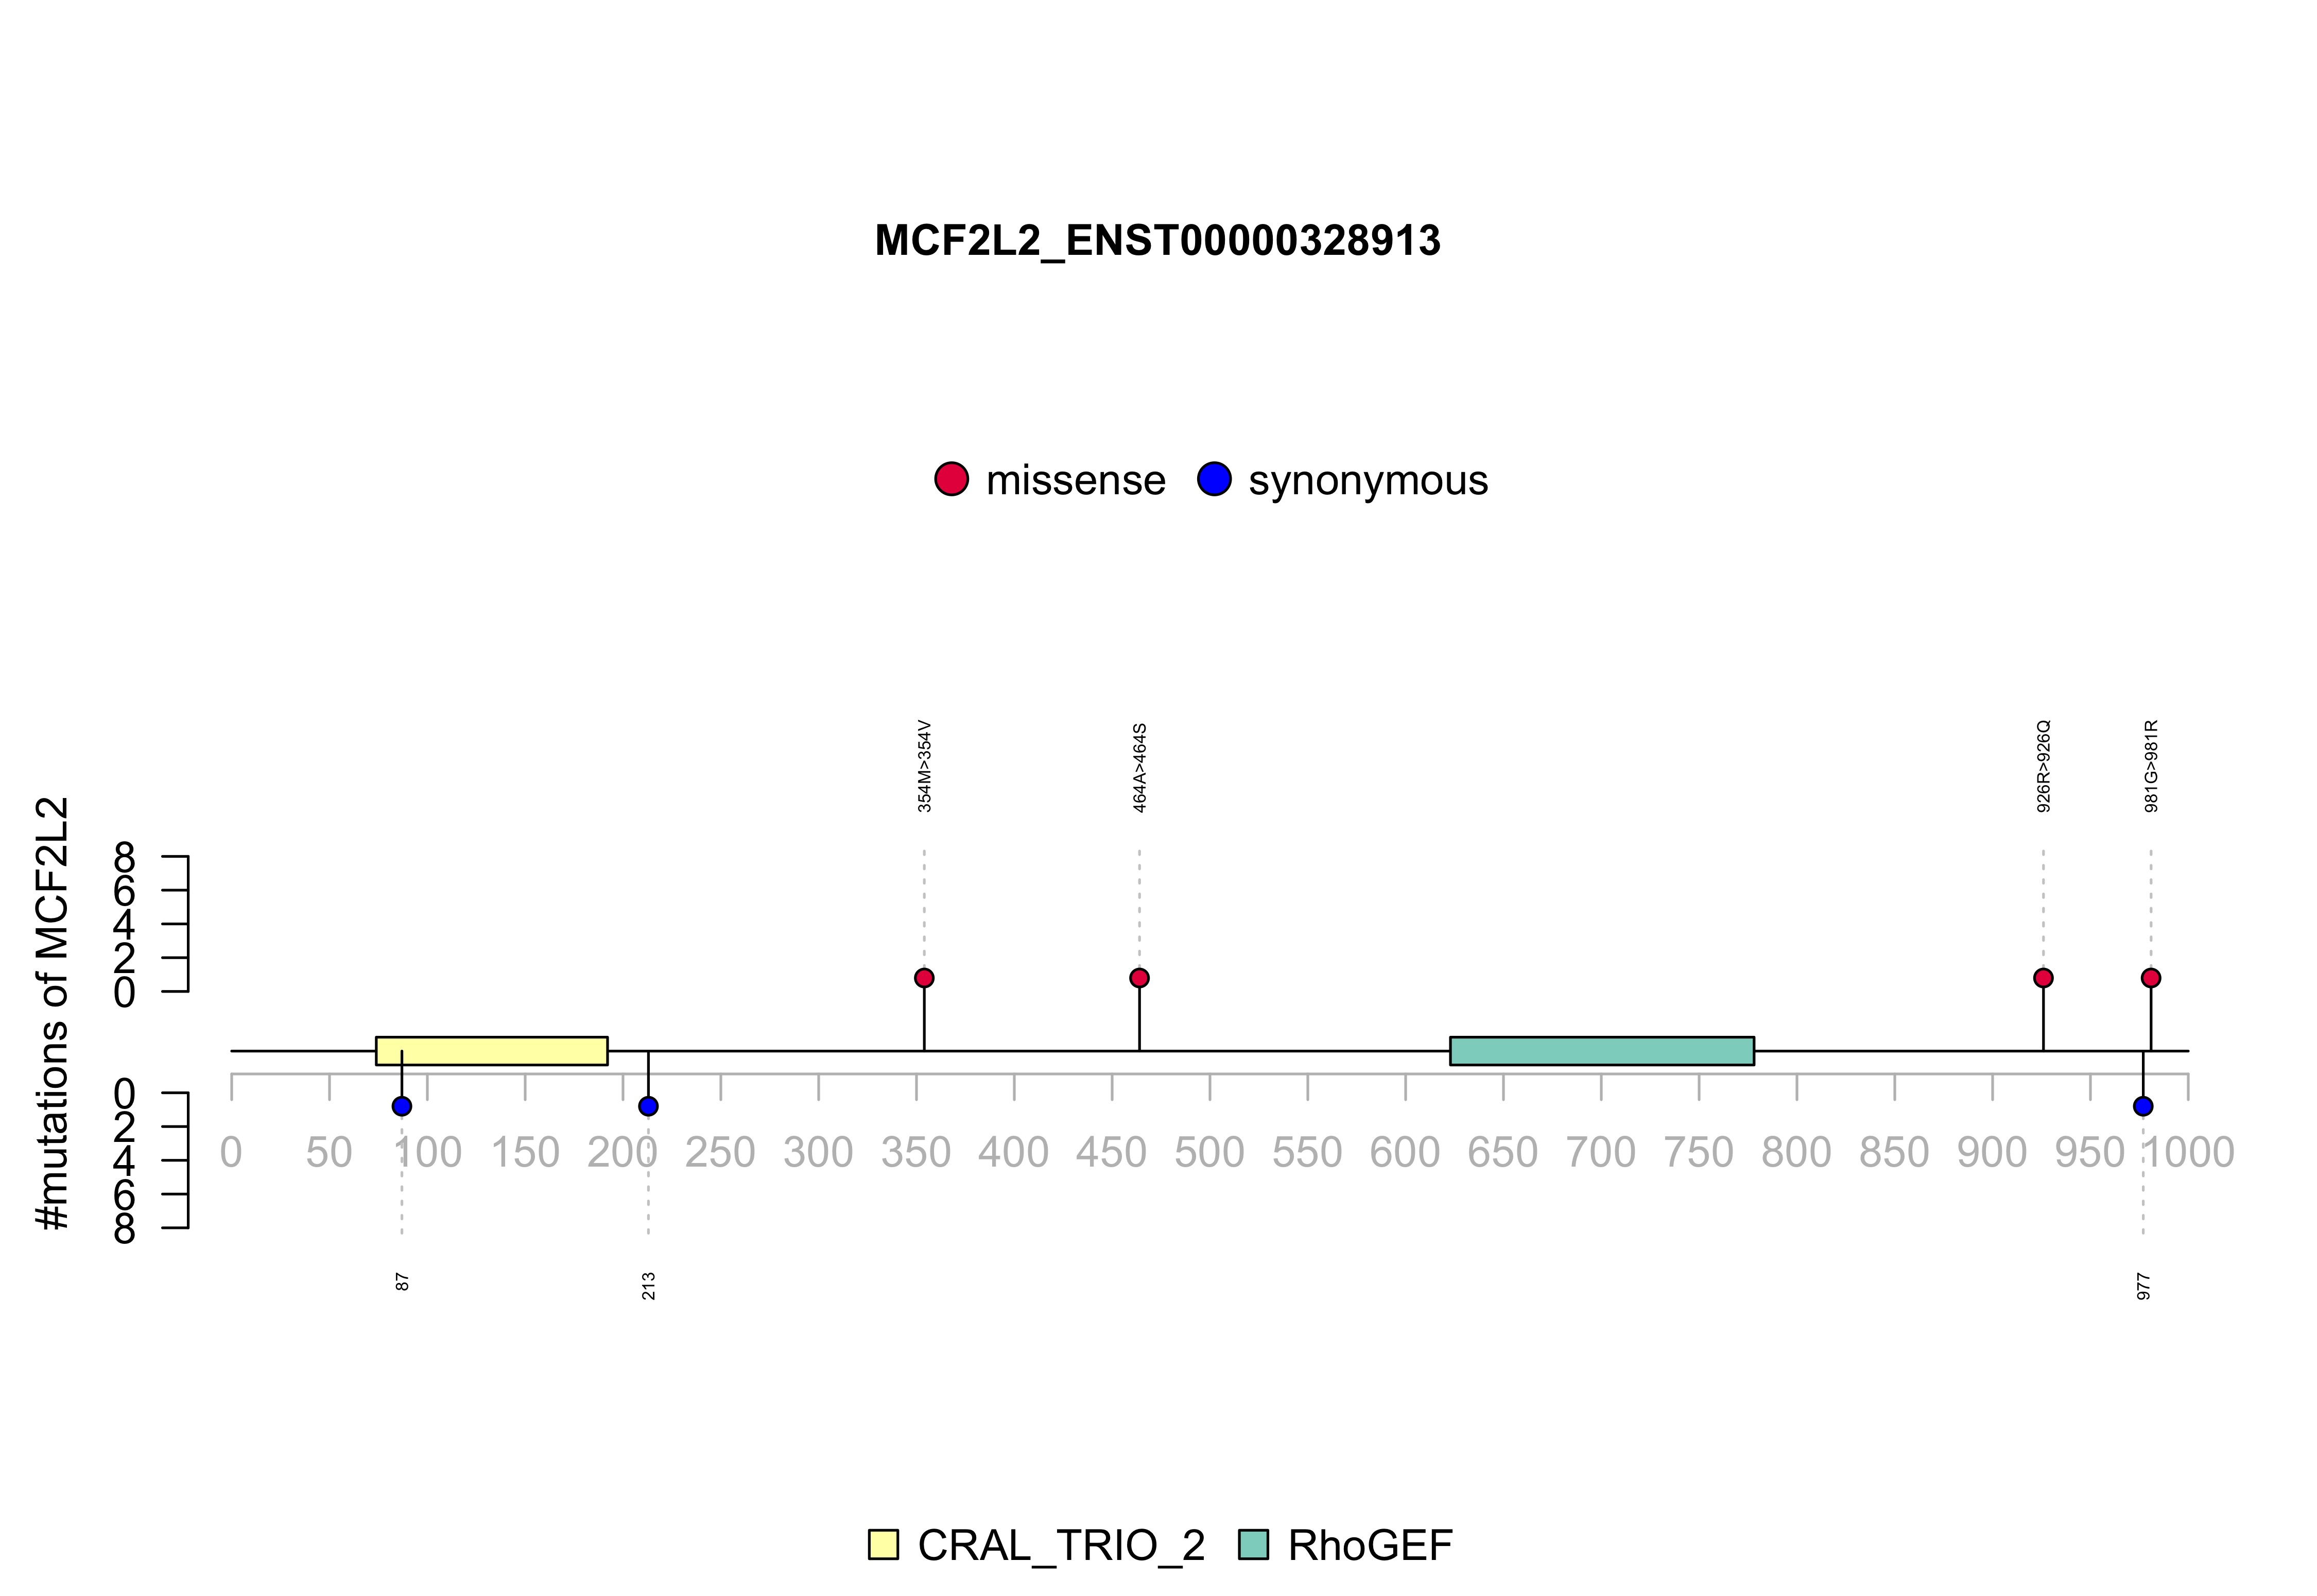 MCF2L2_ENST00000328913
missense synonymous
354M>354V
464A>464S
926R>926Q
981G>981R
#mutations of MCF2L2
8
6
4
2
0
0
2
4
6
8
0 50 100 150 200 250 300 350 400 450 500 550 600 650 700 750 800 850 900 950 1000
87
213
977
CRAL_TRIO_2 RhoGEF